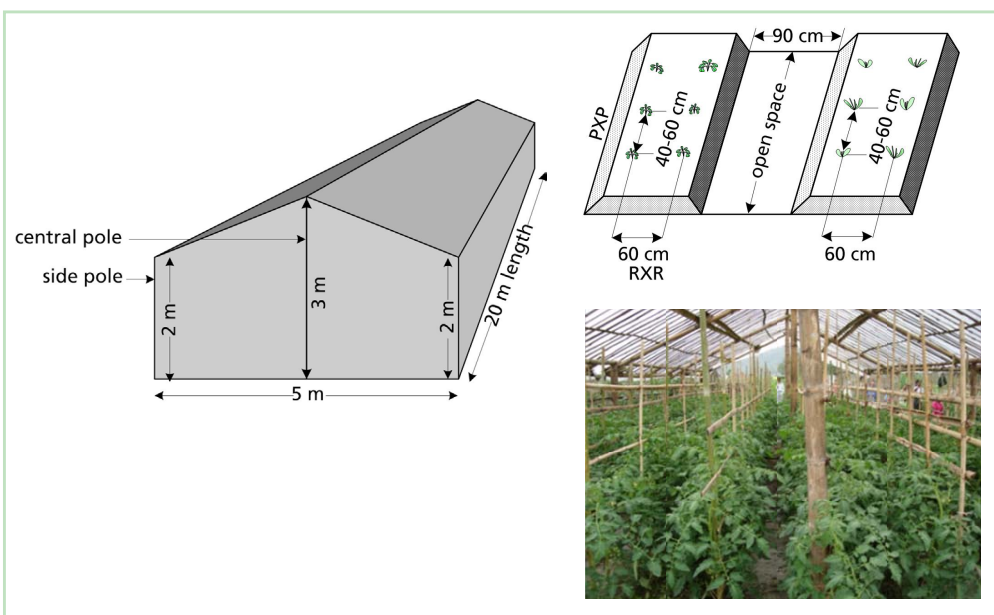 central pole
side pole
2 m
3 m
2 m
20 m length
5 m
90 cm
PXP
40-60 cm
open space
40-60 cm
60 cm
RXR
60 cm